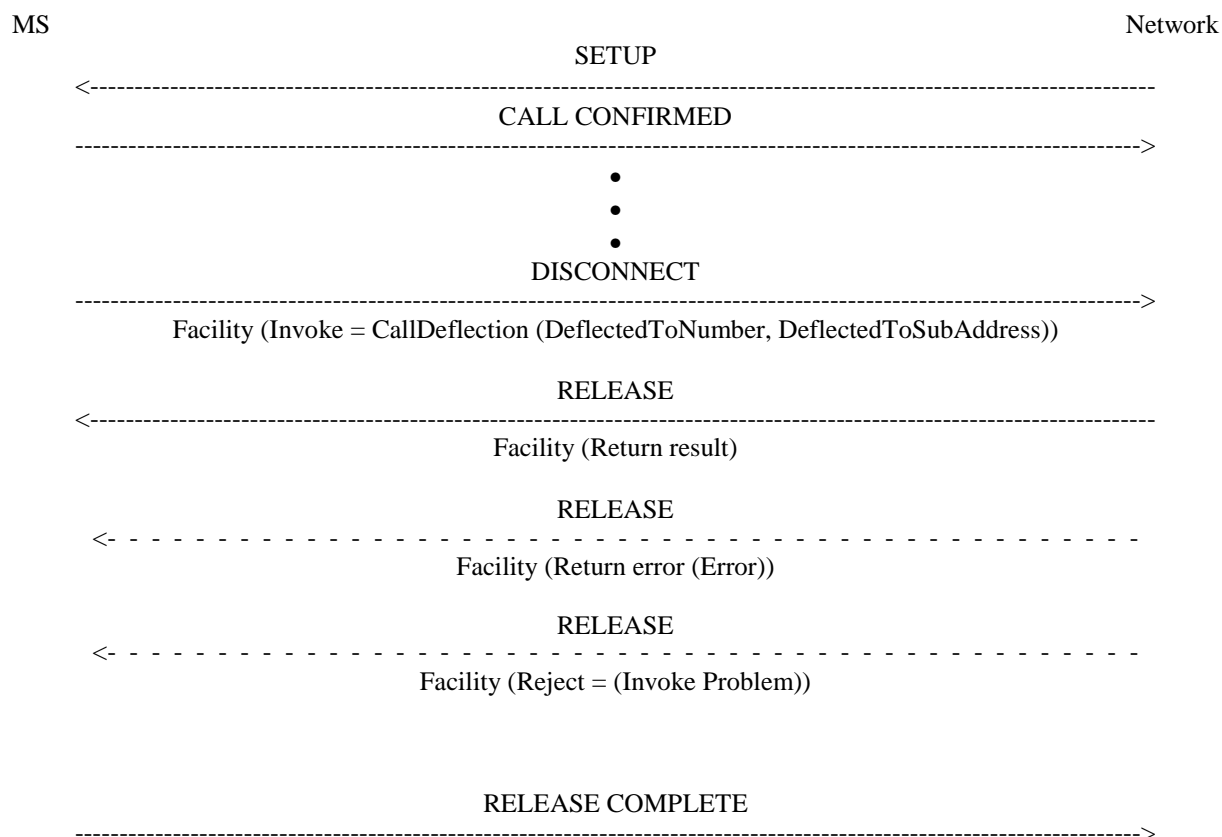 MS Network
SETUP
<------------------------------------------------------------------------------------------------------------------------
CALL CONFIRMED
------------------------------------------------------------------------------------------------------------------------>
•
•
•
DISCONNECT
------------------------------------------------------------------------------------------------------------------------>
Facility (Invoke = CallDeflection (DeflectedToNumber, DeflectedToSubAddress))
RELEASE
<------------------------------------------------------------------------------------------------------------------------
Facility (Return result)
RELEASE
<- - - - - - - - - - - - - - - - - - - - - - - - - - - - - - - - - - - - - - - - - - - - - - - -
Facility (Return error (Error))
RELEASE
<- - - - - - - - - - - - - - - - - - - - - - - - - - - - - - - - - - - - - - - - - - - - - - - -
Facility (Reject = (Invoke Problem))
RELEASE COMPLETE
------------------------------------------------------------------------------------------------------------------------>